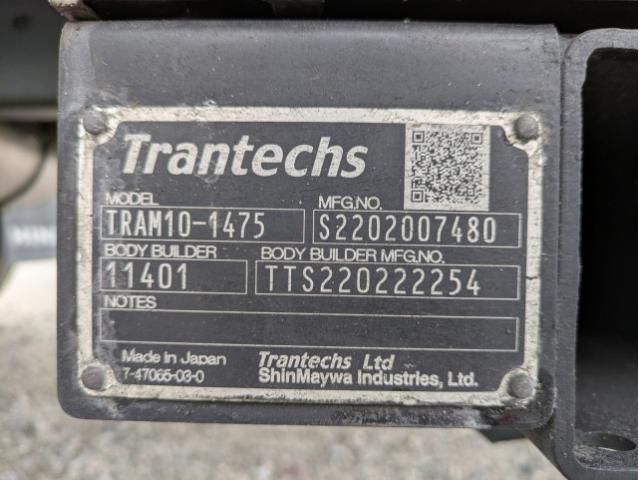 Trantechs
MODEL MFG.NO.
TRAM10-1475 S2202007480
BODY BUILDER BODY BUILDER MFG.NO.
11401 TTS220222254
NOTES
Made in Japan Trantechs Ltd
7-47065-03-0 ShinMaywa Industries, Ltd.